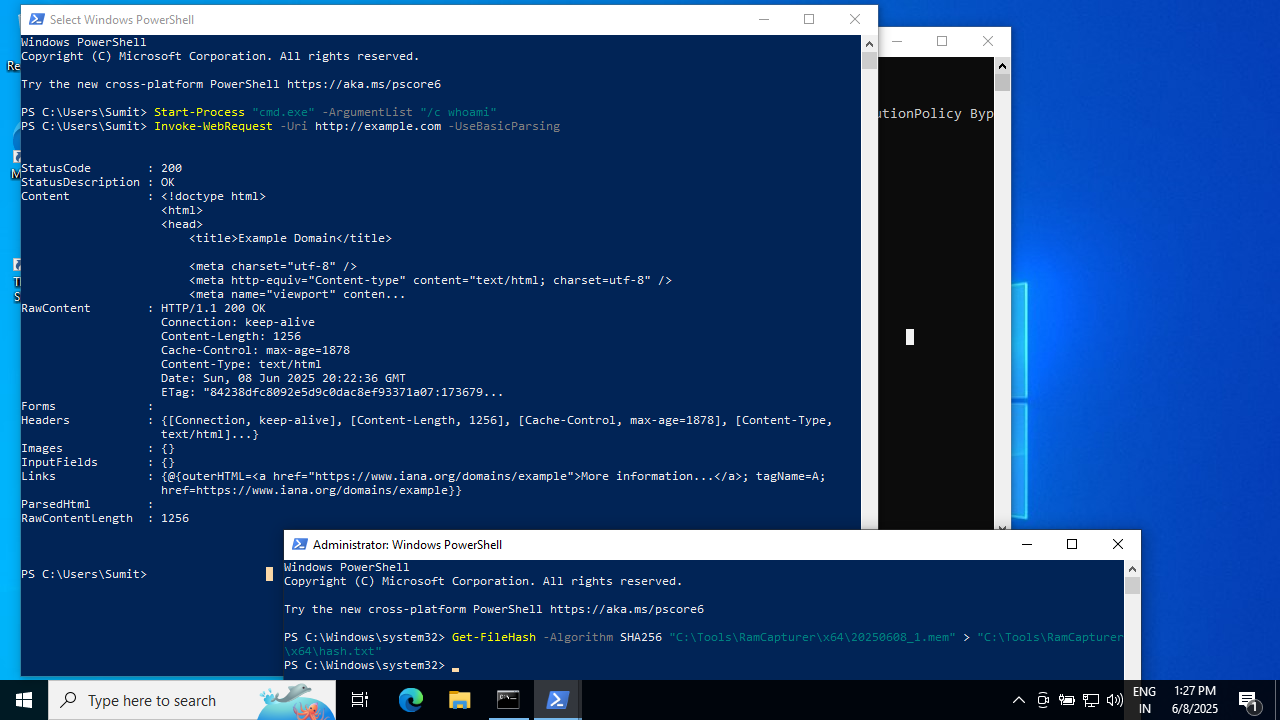 Select Windows PowerShell
Windows PowerShell
Copyright (C) Microsoft Corporation. All rights reserved.
Try the new cross-platform PowerShell https://aka.ms/pscore6
PS C:\Users\Sumit> Start-Process "cmd.exe" -ArgumentList "/c whoami"
PS C:\Users\Sumit> Invoke-WebRequest -Uri http://example.com -UseBasicParsing
StatusCode : 200
StatusDescription : OK
Content : <!doctype html>
<html>
<head>
<title>Example Domain</title>
<meta charset="utf-8" />
<meta http-equiv="Content-type" content="text/html; charset=utf-8" />
<meta name="viewport" conten...
RawContent : HTTP/1.1 200 OK
Connection: keep-alive
Content-Length: 1256
Cache-Control: max-age=1878
Content-Type: text/html
Date: Sun, 08 Jun 2025 20:22:36 GMT
ETag: "84238dfc8092e5d9c0dac8ef93371a07:173679...
Forms :
Headers : {[Connection, keep-alive], [Content-Length, 1256], [Cache-Control, max-age=1878], [Content-Type,
text/html]...}
Images : {}
InputFields : {}
Links : {@{outerHTML=<a href="https://www.iana.org/domains/example">More information...</a>; tagName=A;
href=https://www.iana.org/domains/example}}
ParsedHtml :
RawContentLength : 1256
PS C:\Users\Sumit>
utionPolicy Byp
Administrator: Windows PowerShell
Windows PowerShell
Copyright (C) Microsoft Corporation. All rights reserved.
Try the new cross-platform PowerShell https://aka.ms/pscore6
PS C:\Windows\system32> Get-FileHash -Algorithm SHA256 "C:\Tools\RamCapturer\x64\20250608_1.mem" > "C:\Tools\RamCapturer
\x64\hash.txt"
PS C:\Windows\system32>
Type here to search
ENG
IN
1:27 PM
6/8/2025
1